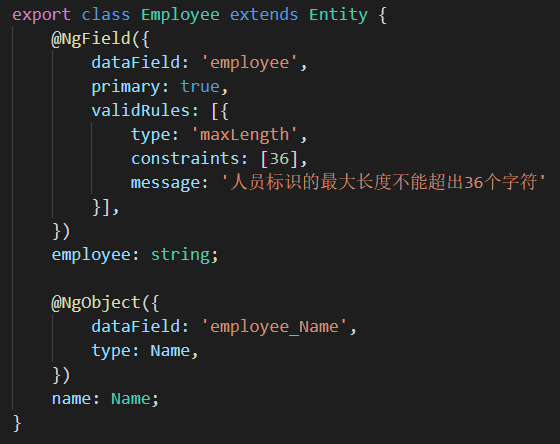 export class Employee extends Entity {
    @NgField({
        dataField: 'employee',
        primary: true,
        validRules: [{
            type: 'maxLength',
            constraints: [36],
            message: '人员标识的最大长度不能超出36个字符'
        }],
    })
    employee: string;

    @NgObject({
        dataField: 'employee_Name',
        type: Name,
    })
    name: Name;
}